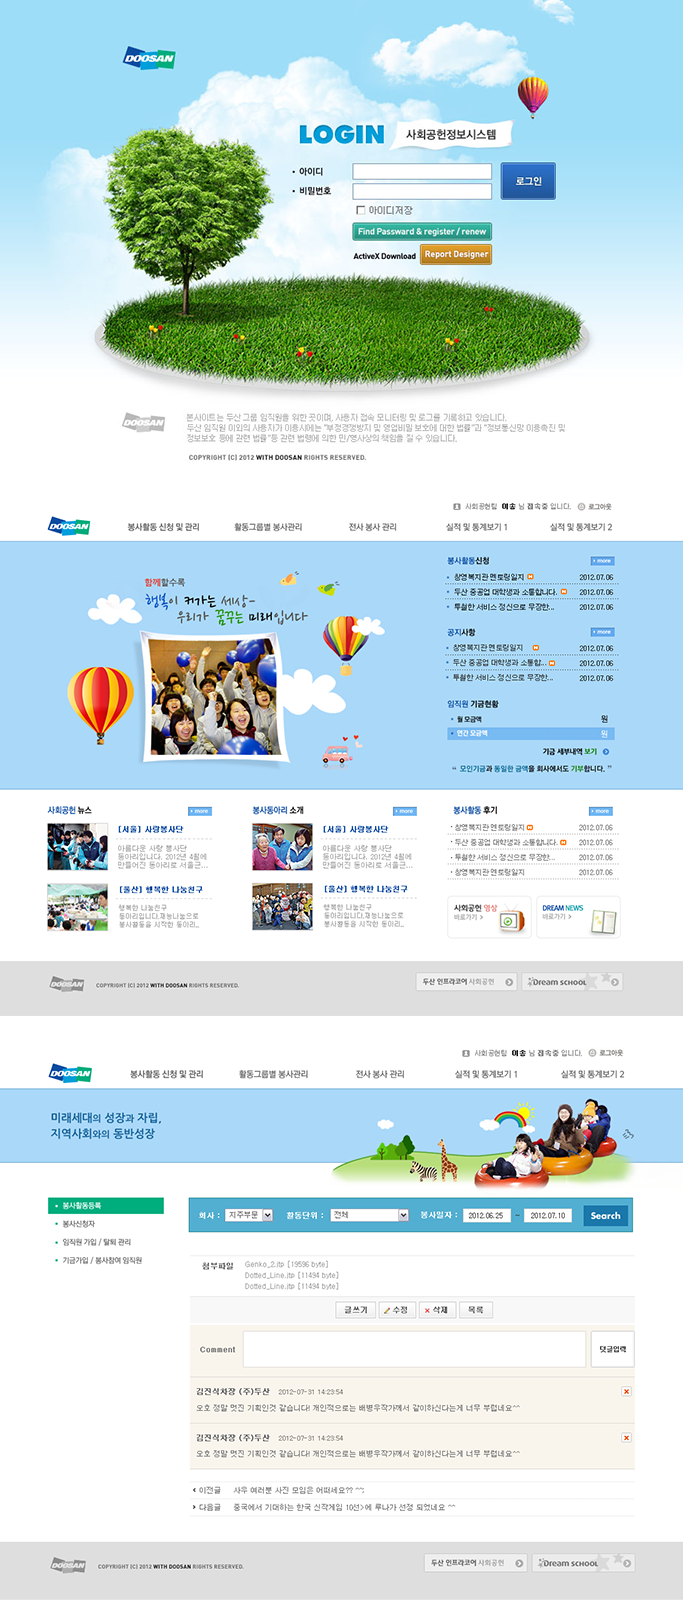 DOOSAN
LOGIN 사회공헌정보시스템
• 아이디
로그인
• 비밀번호
아이디저장
Find Passward & register / renew
ActiveX Download Report Designer
DOOSAN
본사이트는 두산 그룹 임직원을 위한 곳이며, 사용자 접속 모니터링 및 로그를 기록하고 있습니다.
두산 임직원 이외의 사용자가 이용시에는 "부정경쟁방지 및 영업비밀 보호에 대한 법률"과 "정보통신망 이용촉진 및
정보보호 등에 관련 법률"등 관련 법령에 의한 민/형사상의 책임을 질 수 있습니다.
COPYRIGHT (C) 2012 WITH DOOSAN RIGHTS RESERVED.
사회공헌팀 이솔 님 접속중 입니다. 로그아웃
DOOSAN
봉사활동 신청 및 관리 활동그룹별 봉사관리 전사 봉사 관리 실적 및 통계보기 1 실적 및 통계보기 2
함께할수록
행복이 커가는 세상-
우리가 꿈꾸는 미래입니다
봉사활동신청 more
• 창영복지관 멘토링일지 2012.07.06
• 두산 중공업 대학생과 소통합니다. 2012.07.06
• 투철한 서비스 정신으로 무장한... 2012.07.06
공지사항 more
• 창영복지관 멘토링일지 2012.07.06
• 두산 중공업 대학생과 소통합... 2012.07.06
• 투철한 서비스 정신으로 무장한... 2012.07.06
임직원 기금현황
• 월 모금액 원
• 연간 모금액 원
기금 세부내역 보기
“ 모인기금과 동일한 금액을 회사에서도 기부합니다. ”
사회공헌 뉴스 more
[서울] 사랑봉사단
아름다운 사랑 봉사단
동아리입니다. 2012년 4월에
만들어진 동아리로 서울근...
[울산] 행복한 나눔친구
행복한 나눔친구
동아리입니다.재능나눔으로
봉사활동을 시작한 동아리..
봉사동아리 소개 more
[서울] 사랑봉사단
아름다운 사랑 봉사단
동아리입니다. 2012년 4월에
만들어진 동아리로 서울근...
[울산] 행복한 나눔친구
행복한 나눔친구
동아리입니다.재능나눔으로
봉사활동을 시작한 동아리..
봉사활동 후기 more
• 창영복지관 멘토링일지 2012.07.06
• 두산 중공업 대학생과 소통합니다. 2012.07.06
• 투철한 서비스 정신으로 무장한... 2012.07.06
• 창영복지관 멘토링일지 2012.07.06
사회공헌 영상
바로가기 >
DREAM NEWS
바로가기 >
DOOSAN COPYRIGHT (C) 2012 WITH DOOSAN RIGHTS RESERVED.
두산 인프라코어 사회공헌 Dream SCHOOL
사회공헌팀 이솔 님 접속중 입니다. 로그아웃
DOOSAN
봉사활동 신청 및 관리 활동그룹별 봉사관리 전사 봉사 관리 실적 및 통계보기 1 실적 및 통계보기 2
미래세대의 성장과 자립,
지역사회와의 동반성장
• 봉사활동등록
• 봉사신청자
• 임직원 가입 / 탈퇴 관리
• 기금가입 / 봉사참여 임직원
회사 : 지주부문 활동단위 : 전체 봉사일자 : 2012.06.25 ~ 2012.07.10 Search
첨부파일 Genko_2.jtp [19596 byte]
Dotted_Line.jtp [11494 byte]
Dotted_Line.jtp [11494 byte]
글쓰기 수정 삭제 목록
Comment 댓글입력
김진식차장 (주)두산 2012-07-31 14:23:54
오호 정말 멋진 기획인것 같습니다! 개인적으로는 배병우작가께서 같이하신다는게 너무 부럽네요^^
김진식차장 (주)두산 2012-07-31 14:23:54
오호 정말 멋진 기획인것 같습니다! 개인적으로는 배병우작가께서 같이하신다는게 너무 부럽네요^^
이전글 사우 여러분 사진 모임은 어떠세요?? ^^;
다음글 중국에서 기대하는 한국 신작게임 10선>에 루나가 선정 되었네요 ^^
DOOSAN COPYRIGHT (C) 2012 WITH DOOSAN RIGHTS RESERVED.
두산 인프라코어 사회공헌 Dream SCHOOL